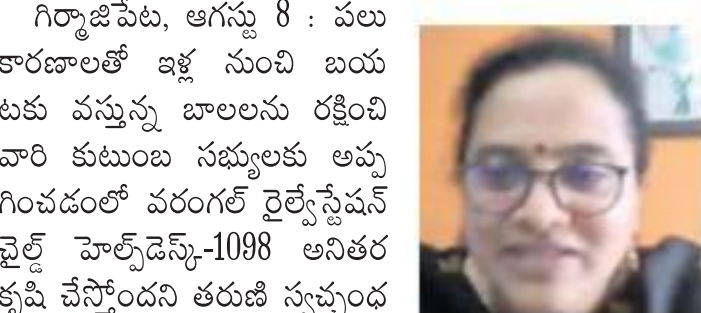 గిర్మాజిపేట, ఆగస్టు 8 : పలు
కారణాలతో ఇళ్ల నుంచి బయ
టకు వస్తున్న బాలలను రక్షించి
వారి కుటుంబ సభ్యులకు అప్ప
గించడంలో వరంగల్ రైల్వేస్టేషన్
చైల్డ్ హెల్ప్‌డెస్క్-1098 అనితర
కృషి చేస్తోందని తరుణి స్వచ్ఛంధ